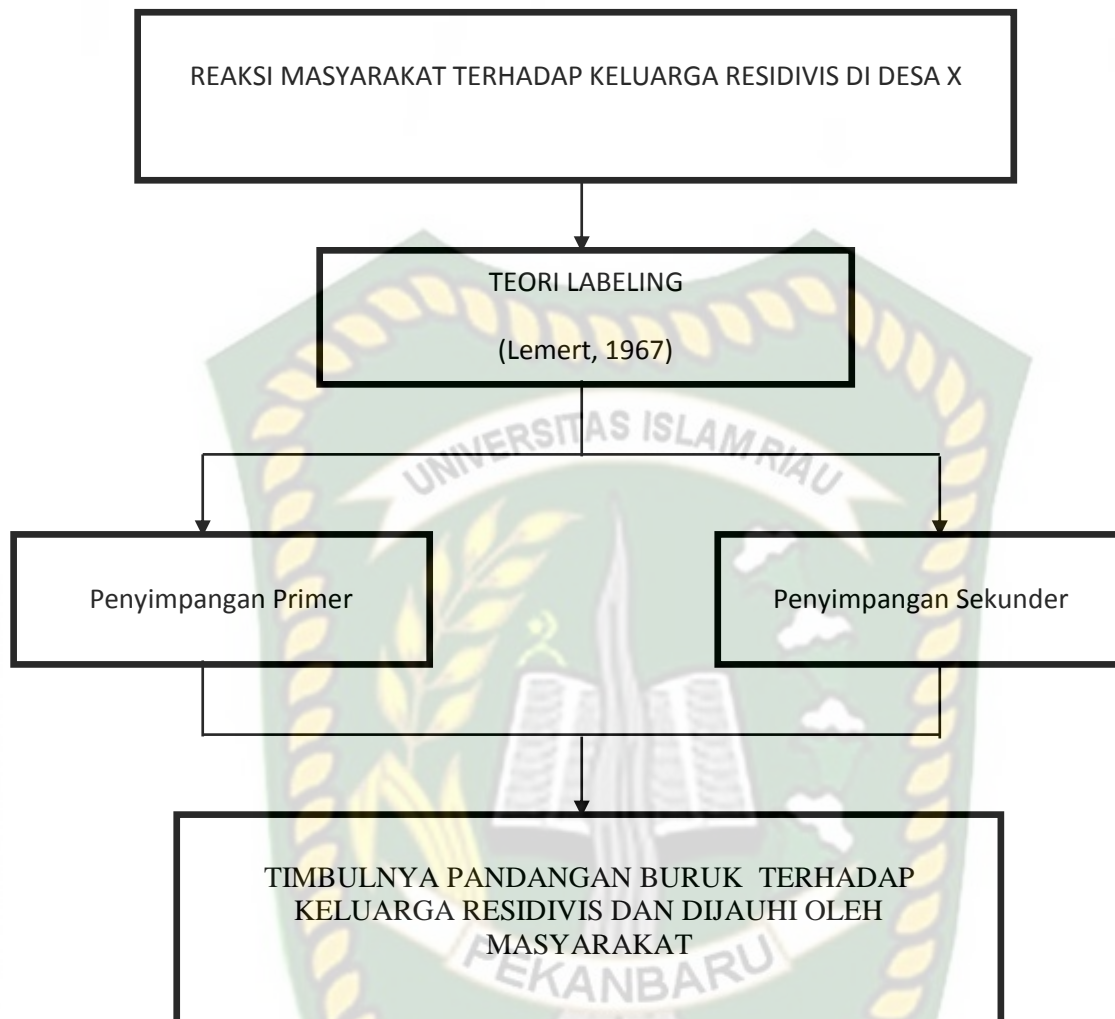 REAKSI MASYARAKAT TERHADAP KELUARGA RESIDIVIS DI DESA X
TEORI LABELING
(Lemert, 1967)
UNIVERSITAS ISLAM RIAU
Penyimpangan Primer
Penyimpangan Sekunder
TIMBULNYA PANDANGAN BURUK TERHADAP
KELUARGA RESIDIVIS DAN DIJAUHI OLEH
MASYARAKAT
PEKANBARU